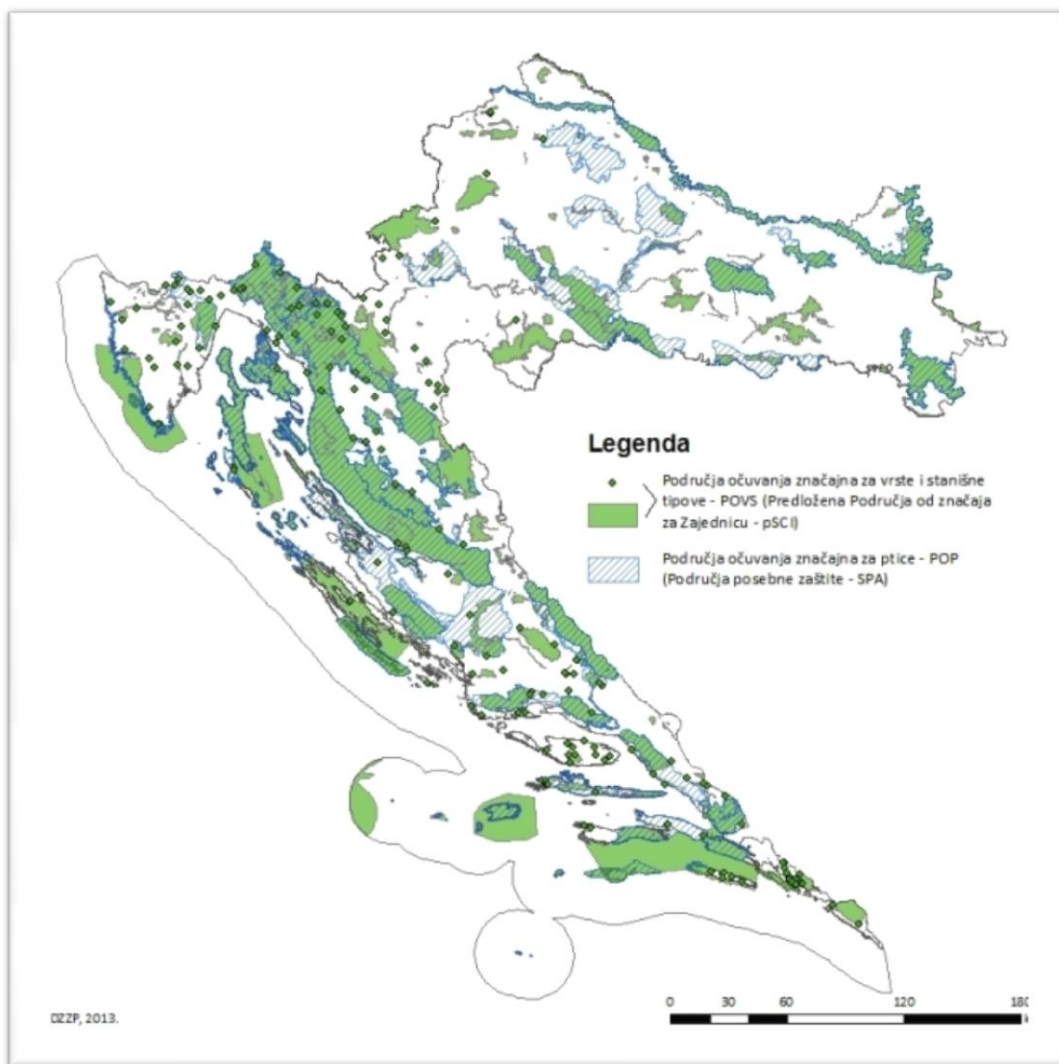 Legenda
Područja očuvanja značajna za vrste i stanišne
tipove - POVS (Predložena Područja od značaja
za Zajednicu - pSCI)
Područja očuvanja značajna za ptice - POP
(Područja posebne zaštite - SPA)
DZZP, 2013.
0 30 60 120 180